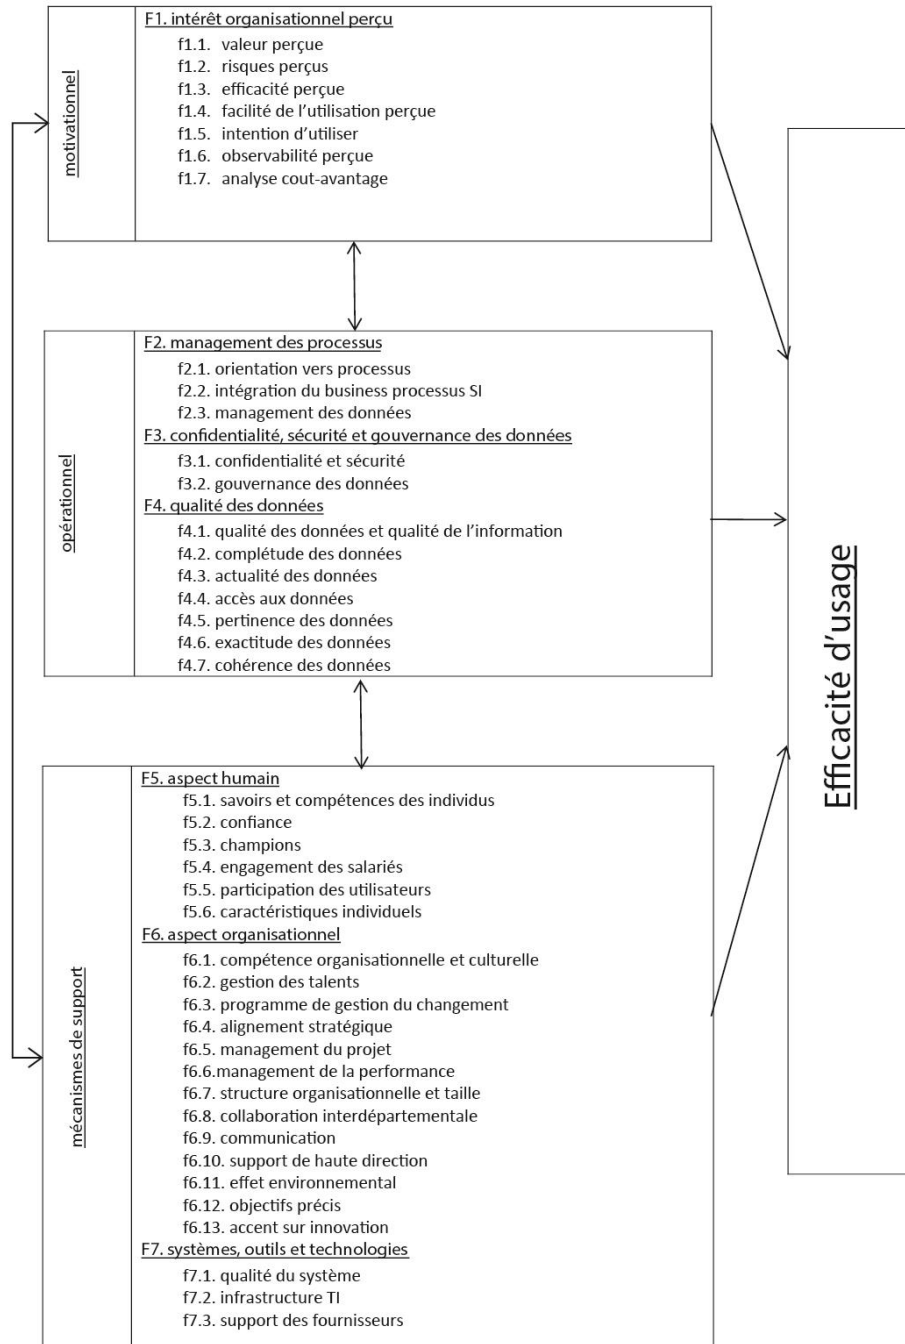 motivationnel
F1. intérêt organisationnel perçu
f1.1. valeur perçue
f1.2. risques perçus
f1.3. efficacité perçue
f1.4. facilité de l'utilisation perçue
f1.5. intention d'utiliser
f1.6. observabilité perçue
f1.7. analyse cout-avantage
opérationnel
F2. management des processus
f2.1. orientation vers processus
f2.2. intégration du business processus SI
f2.3. management des données
F3. confidentialité, sécurité et gouvernance des données
f3.1. confidentialité et sécurité
f3.2. gouvernance des données
F4. qualité des données
f4.1. qualité des données et qualité de l'information
f4.2. complétude des données
f4.3. actualité des données
f4.4. accès aux données
f4.5. pertinence des données
f4.6. exactitude des données
f4.7. cohérence des données
mécanismes de support
F5. aspect humain
f5.1. savoirs et compétences des individus
f5.2. confiance
f5.3. champions
f5.4. engagement des salariés
f5.5. participation des utilisateurs
f5.6. caractéristiques individuels
F6. aspect organisationnel
f6.1. compétence organisationnelle et culturelle
f6.2. gestion des talents
f6.3. programme de gestion du changement
f6.4. alignement stratégique
f6.5. management du projet
f6.6.management de la performance
f6.7. structure organisationnelle et taille
f6.8. collaboration interdépartementale
f6.9. communication
f6.10. support de haute direction
f6.11. effet environnemental
f6.12. objectifs précis
f6.13. accent sur innovation
F7. systèmes, outils et technologies
f7.1. qualité du système
f7.2. infrastructure TI
f7.3. support des fournisseurs
Efficacité d'usage